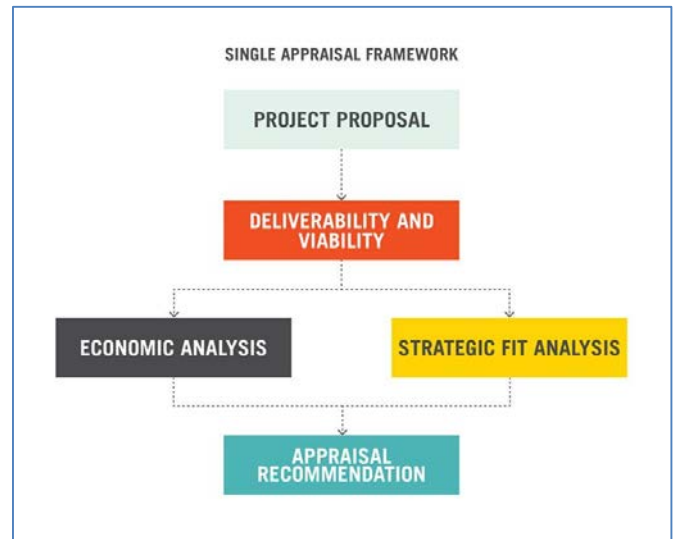 SINGLE APPRAISAL FRAMEWORK
PROJECT PROPOSAL
DELIVERABILITY AND
VIABILITY
ECONOMIC ANALYSIS
STRATEGIC FIT ANALYSIS
APPRAISAL
RECOMMENDATION